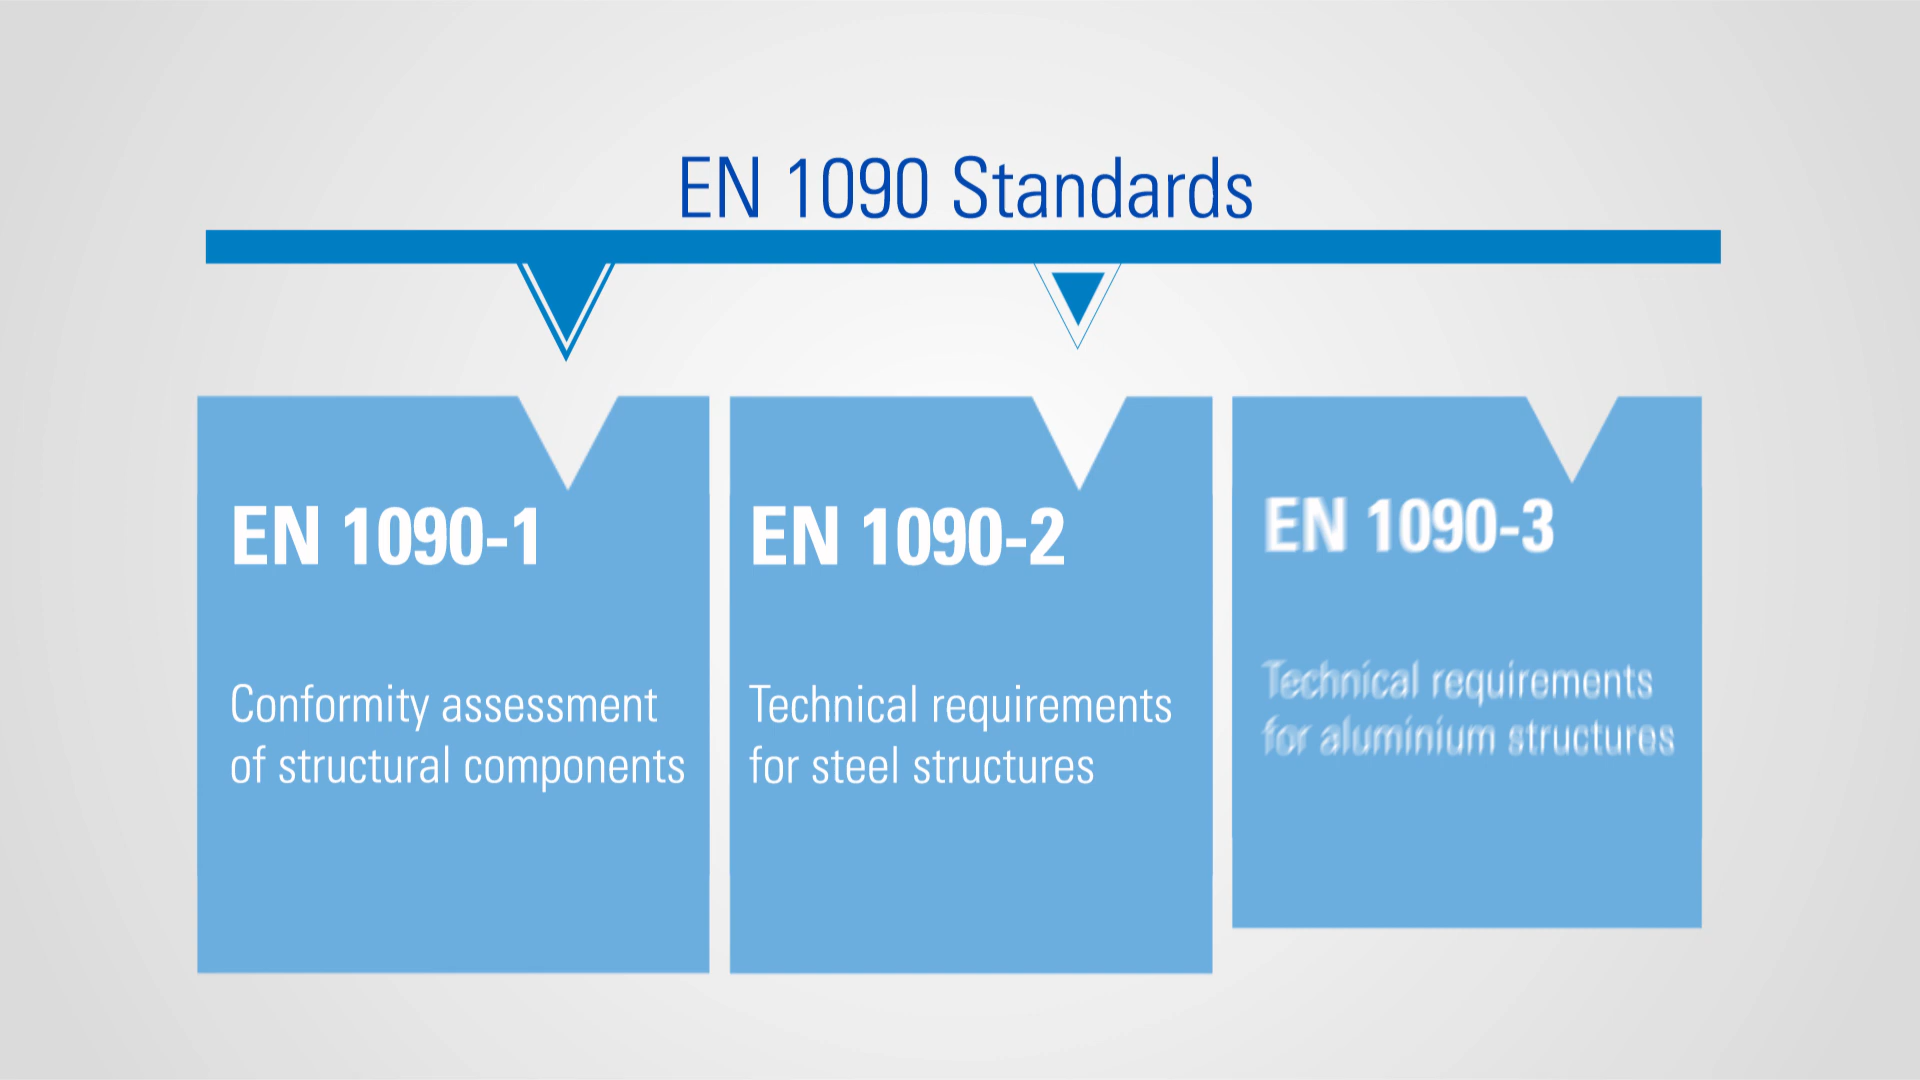 EN 1090 Standards
EN 1090-1
Conformity assessment
of structural components
EN 1090-2
Technical requirements
for steel structures
EN 1090-3
Technical requirements
for aluminium structures